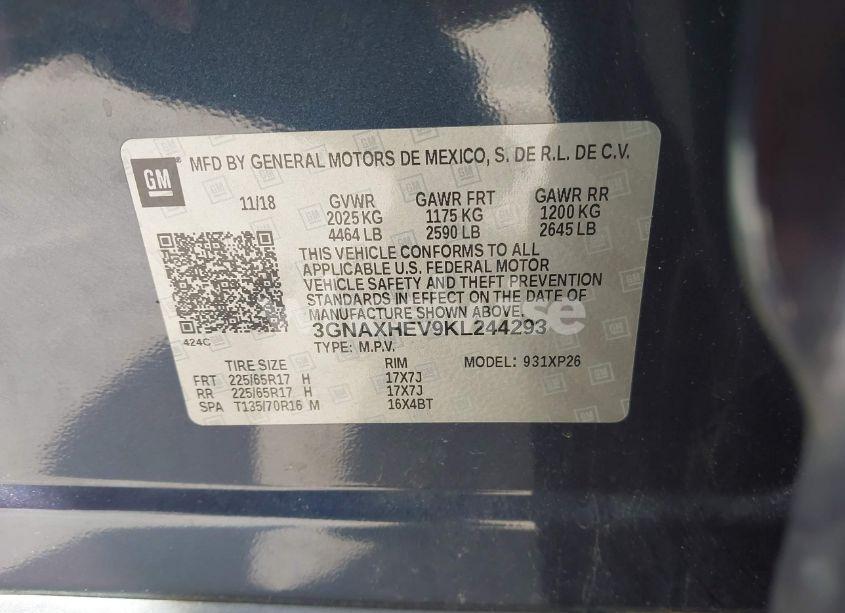 GM
MFD BY GENERAL MOTORS DE MEXICO, S. DE R.L. DE C.V.
11/18 GVWR GAWR FRT GAWR RR
2025 KG 1175 KG 1200 KG
4464 LB 2590 LB 2645 LB
THIS VEHICLE CONFORMS TO ALL
APPLICABLE U.S. FEDERAL MOTOR
VEHICLE SAFETY AND THEFT PREVENTION
STANDARDS IN EFFECT ON THE DATE OF
MANUFACTURE SHOWN ABOVE.
3GNAXHEV9KL244293
424C
TYPE: M.P.V.
TIRE SIZE RIM MODEL: 931XP26
FRT 225/65R17 H 17X7J
RR 225/65R17 H 17X7J
SPA T135/70R16 M 16X4BT